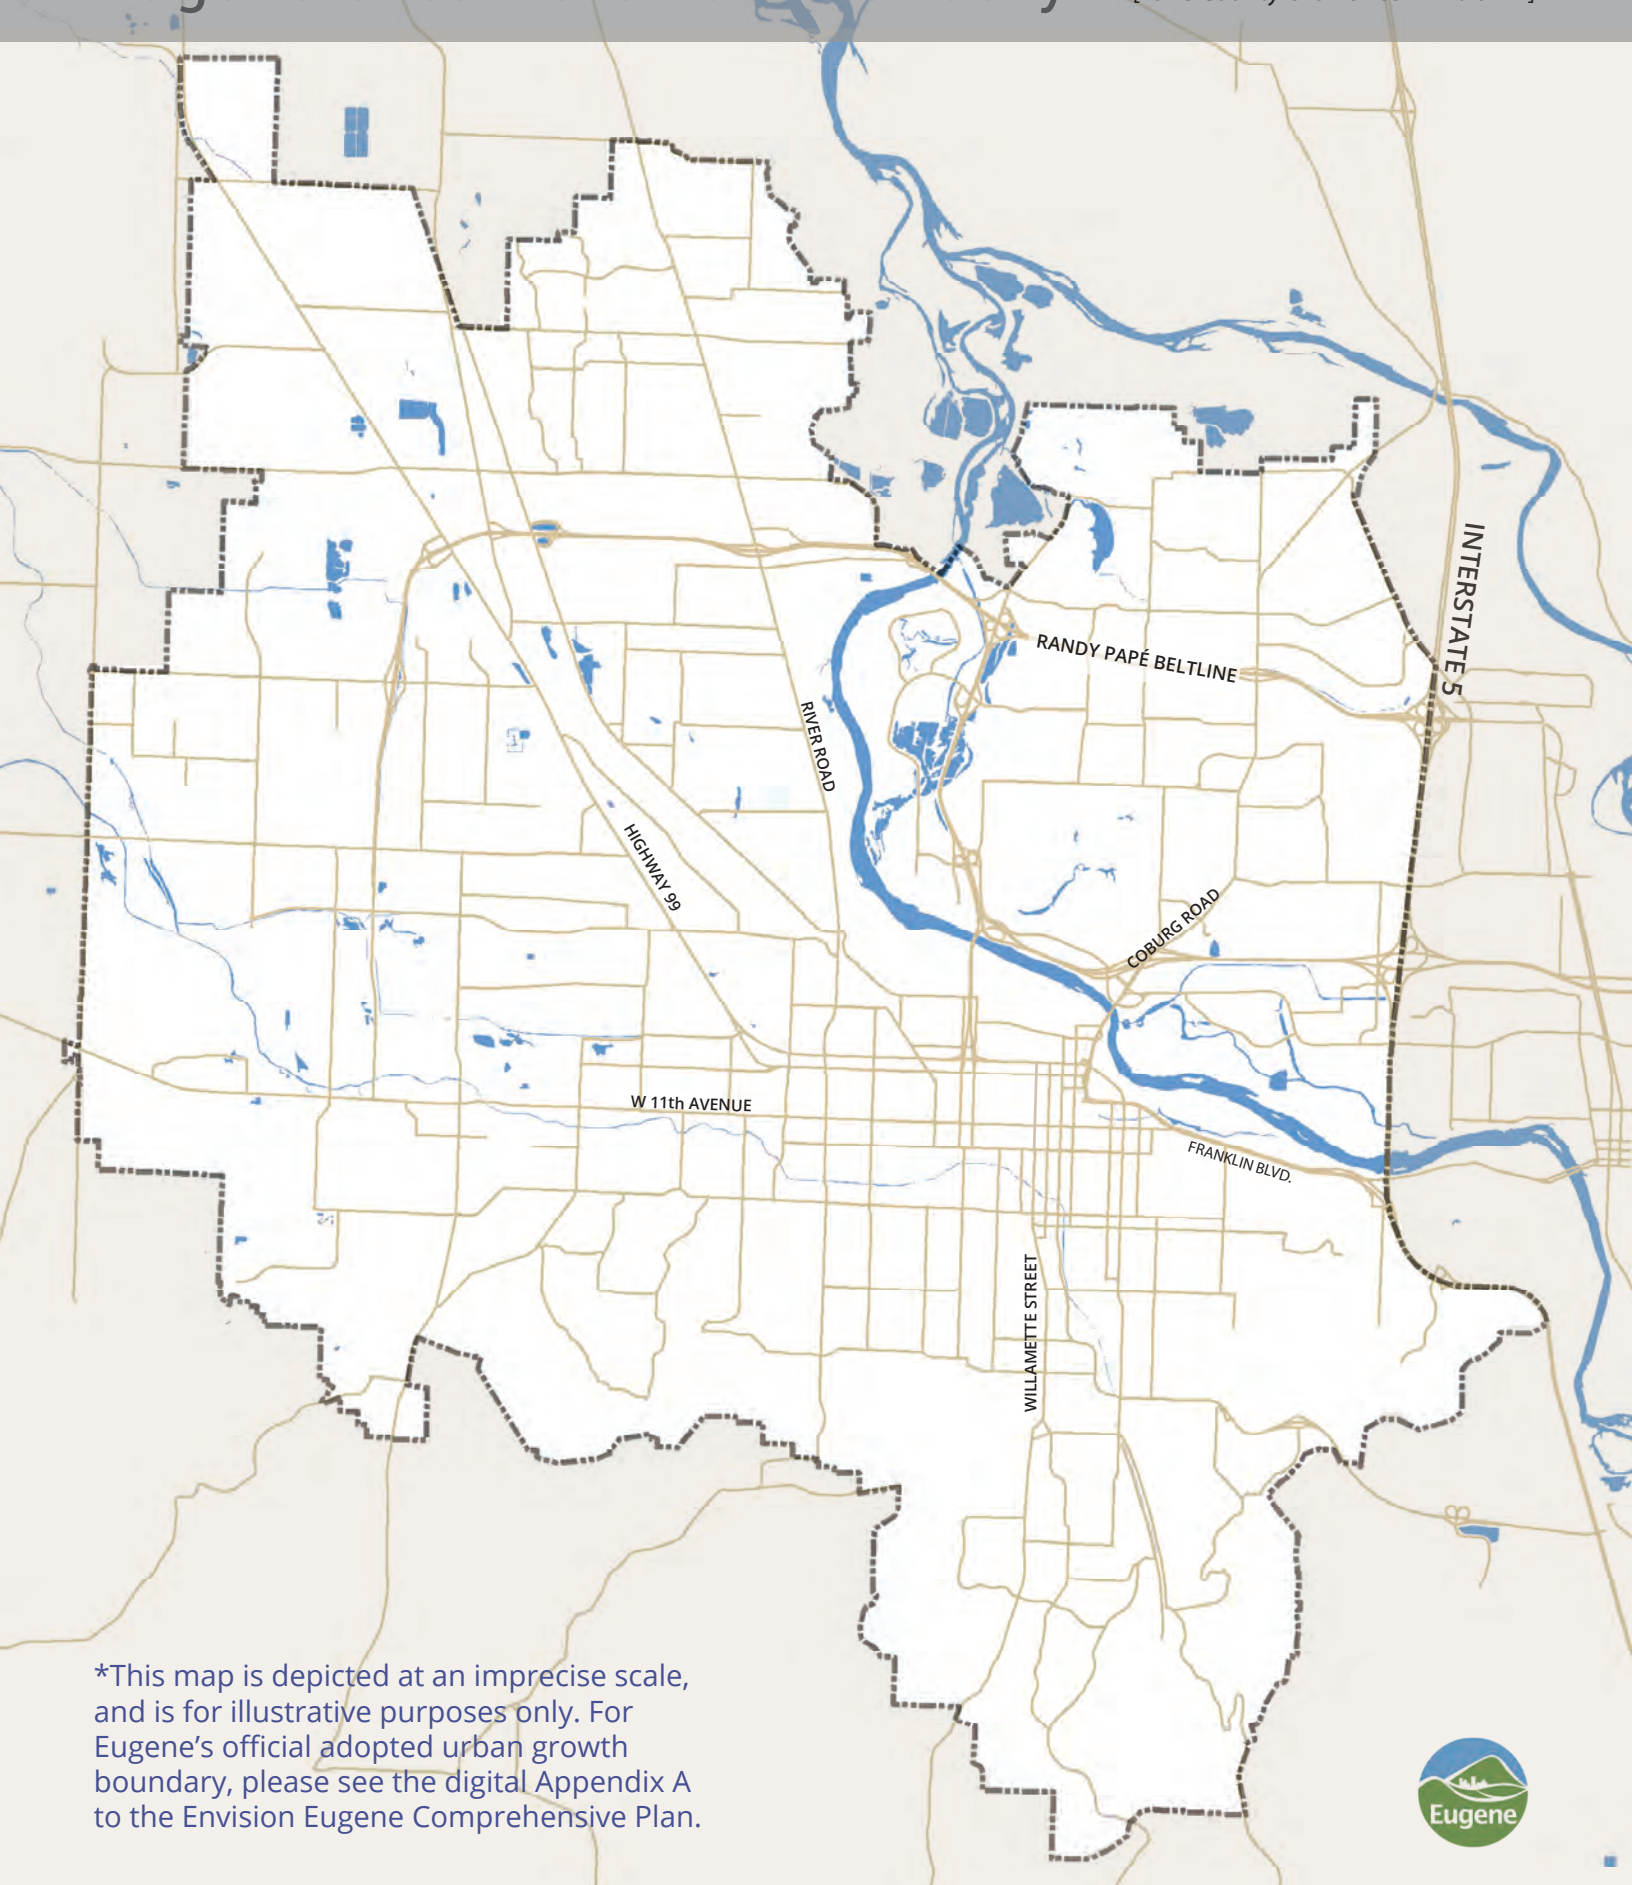 INTERSTATE 5
RANDY PAPÉ BELTLINE
RIVER ROAD
HIGHWAY 99
COBURG ROAD
W 11th AVENUE
FRANKLIN BLVD.
WILLAMETTE STREET
*This map is depicted at an imprecise scale,
and is for illustrative purposes only. For
Eugene’s official adopted urban growth
boundary, please see the digital Appendix A
to the Envision Eugene Comprehensive Plan.
Eugene